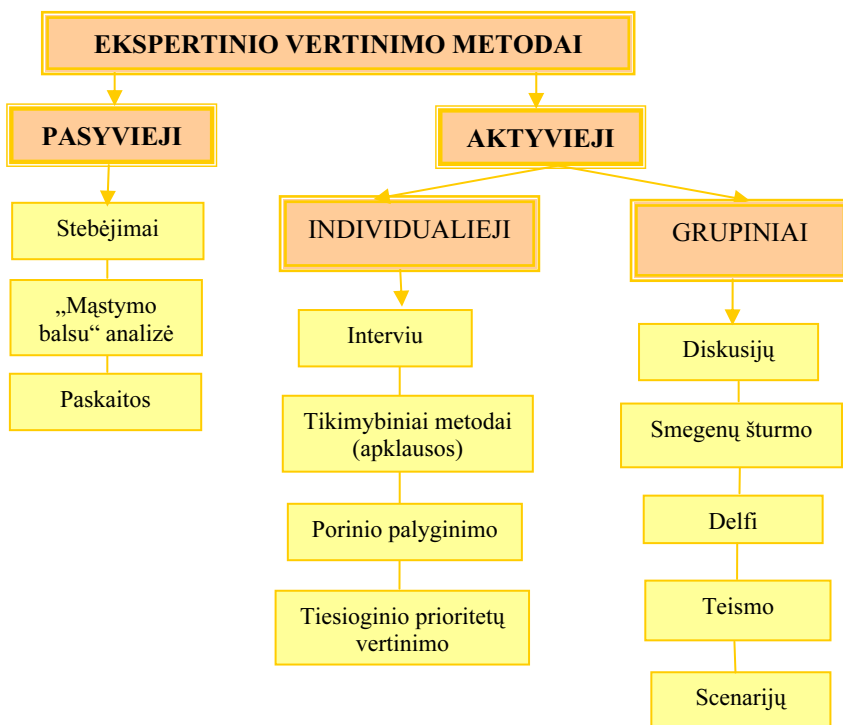 EKSPERTINIO VERTINIMO METODAI
PASYVIEJI
Stebėjimai
„Mąstymo
balsu“ analizė
Paskaitos
AKTYVIEJI
INDIVIDUALIEJI
Interviu
Tikimybiniai metodai
(apklausos)
Porinio palyginimo
Tiesioginio prioritetų
vertinimo
GRUPINIAI
Diskusijų
Smegenų šturmo
Delfi
Teismo
Scenarijų